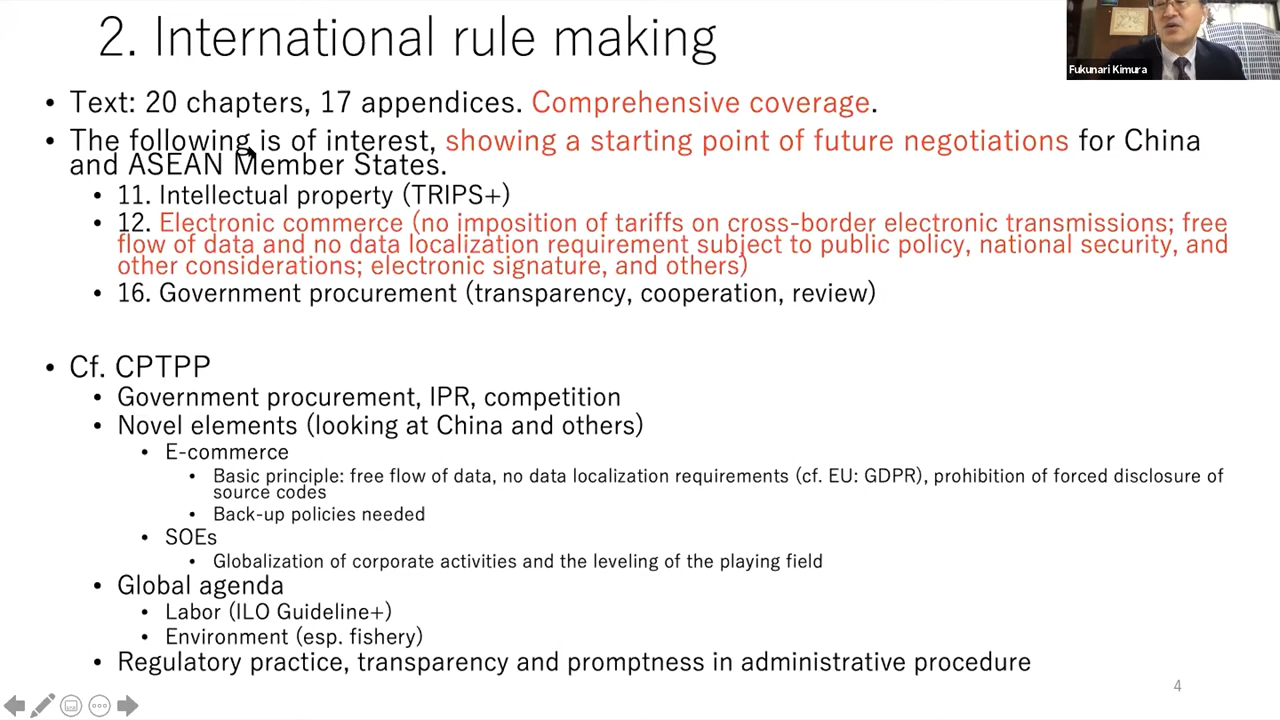 2. International rule making
Fukunari Kimura
• Text: 20 chapters, 17 appendices. Comprehensive coverage.
• The following is of interest, showing a starting point of future negotiations for China
and ASEAN Member States.
• 11. Intellectual property (TRIPS+)
• 12. Electronic commerce (no imposition of tariffs on cross-border electronic transmissions; free
flow of data and no data localization requirement subject to public policy, national security, and
other considerations; electronic signature, and others)
• 16. Government procurement (transparency, cooperation, review)
• Cf. CPTPP
• Government procurement, IPR, competition
• Novel elements (looking at China and others)
• E-commerce
• Basic principle: free flow of data, no data localization requirements (cf. EU: GDPR), prohibition of forced disclosure of
source codes
• Back-up policies needed
• SOEs
• Globalization of corporate activities and the leveling of the playing field
• Global agenda
• Labor (ILO Guideline+)
• Environment (esp. fishery)
• Regulatory practice, transparency and promptness in administrative procedure
4